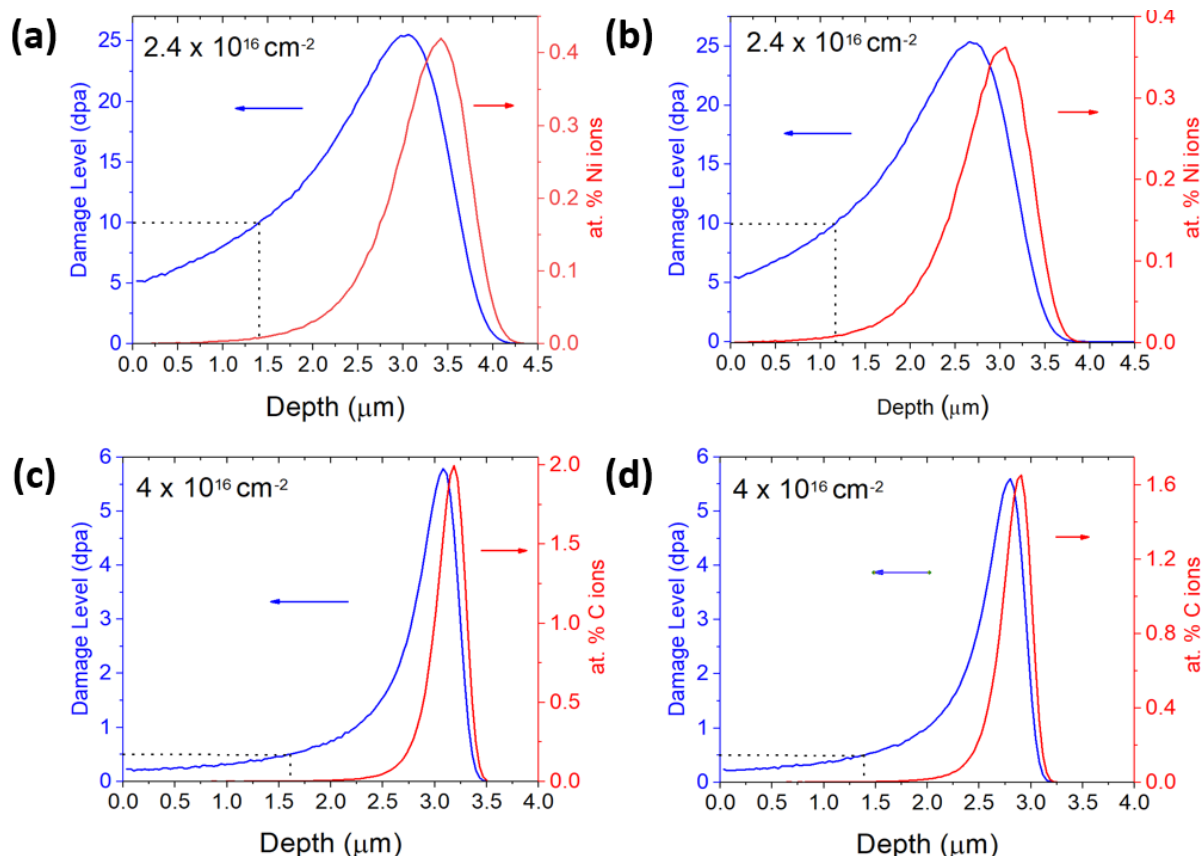 (a)
2.4 x 10¹⁶ cm⁻²
Damage Level (dpa)
25
20
15
10
5
0
0.0 0.5 1.0 1.5 2.0 2.5 3.0 3.5 4.0 4.5
Depth (μm)
0.4
0.3
0.2
0.1
0.0
at. % Ni ions
(b)
2.4 x 10¹⁶ cm⁻²
Damage Level (dpa)
25
20
15
10
5
0
0.0 0.5 1.0 1.5 2.0 2.5 3.0 3.5 4.0 4.5
Depth (μm)
0.4
0.3
0.2
0.1
0.0
at. % Ni ions
(c)
4 x 10¹⁶ cm⁻²
Damage Level (dpa)
6
5
4
3
2
1
0
0.0 0.5 1.0 1.5 2.0 2.5 3.0 3.5 4.0
Depth (μm)
2.0
1.5
1.0
0.5
0.0
at. % C ions
(d)
4 x 10¹⁶ cm⁻²
Damage Level (dpa)
6
5
4
3
2
1
0
0.0 0.5 1.0 1.5 2.0 2.5 3.0 3.5 4.0
Depth (μm)
1.6
1.2
0.8
0.4
0.0
at. % C ions